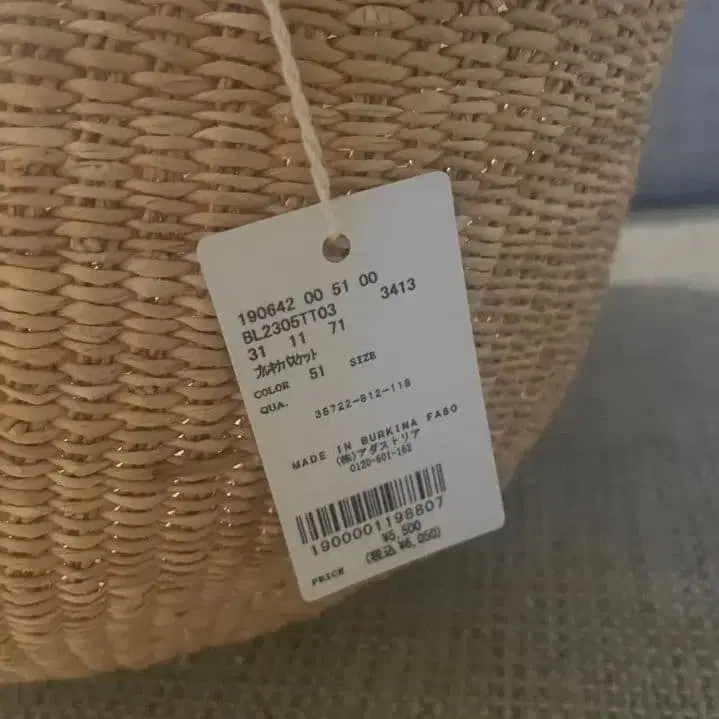 190642 00 51 00
BL2305TT03 3413
31 11 71
ブルキナバスケット
COLOR 51 SIZE
QUA.
38722-812-118
MADE IN BURKINA FASO
(株)アダストリア
0120-601-162
1900001198807
¥5,500
PRICE (税込 ¥6,050)